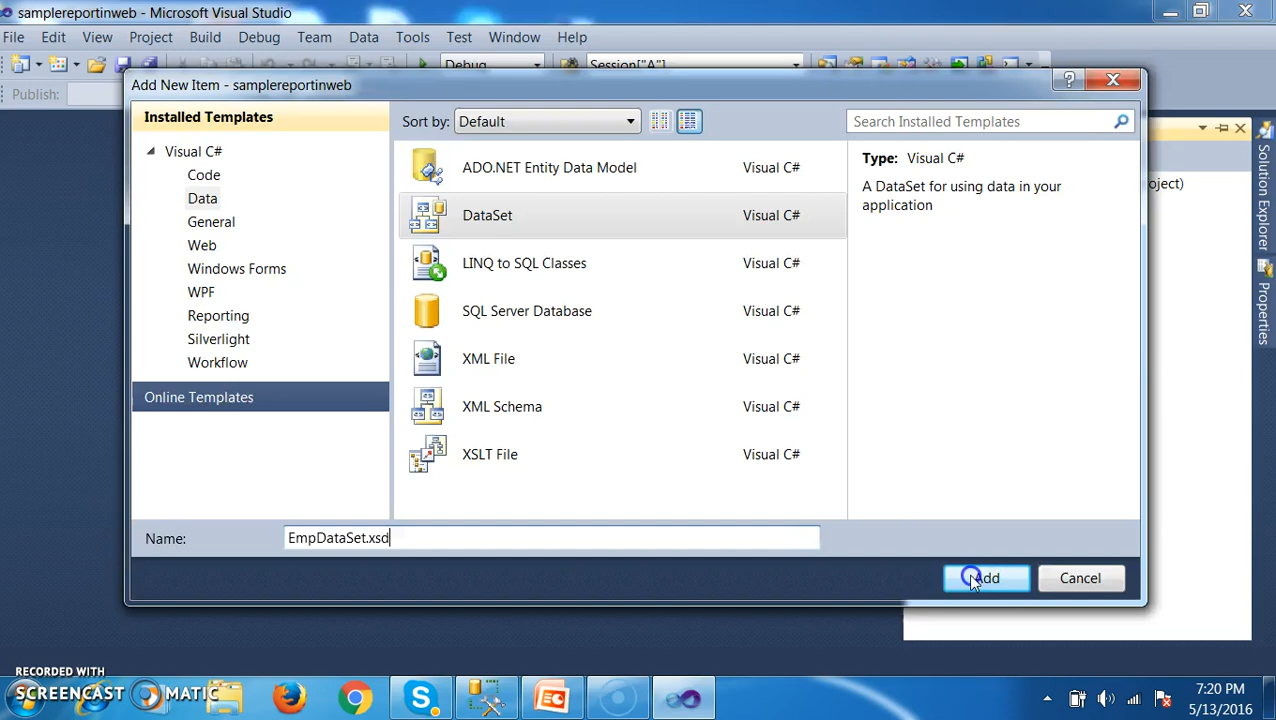 samplereportinweb - Microsoft Visual Studio
File Edit View Project Build Debug Team Data Tools Test Window Help
Debug Session["A"]
Publish:
Add New Item - samplereportinweb
Installed Templates
Sort by: Default
Search Installed Templates
Visual C#
Code
Data
General
Web
Windows Forms
WPF
Reporting
Silverlight
Workflow
Online Templates
ADO.NET Entity Data Model Visual C#
DataSet Visual C#
LINQ to SQL Classes Visual C#
SQL Server Database Visual C#
XML File Visual C#
XML Schema Visual C#
XSLT File Visual C#
Type: Visual C#
A DataSet for using data in your
application
Name: EmpDataSet.xsd
Add Cancel
Solution Explorer
Properties
RECORDED WITH
SCREENCAST MATIC
7:20 PM
5/13/2016